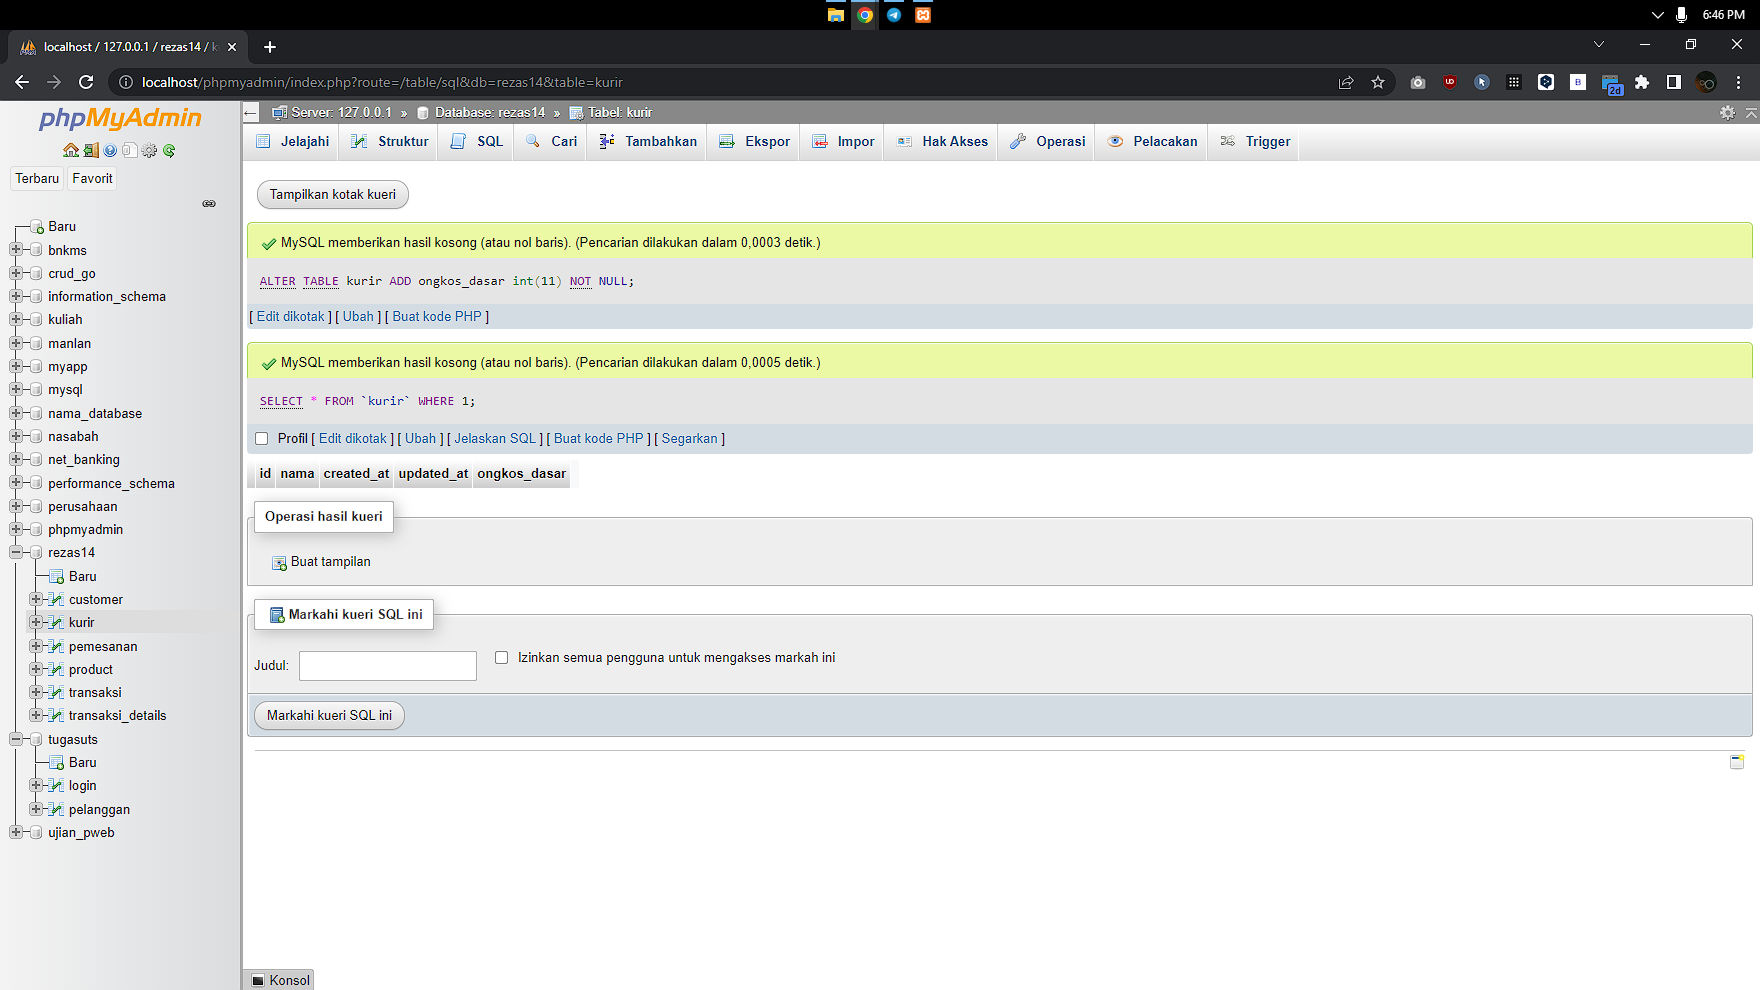 6:46 PM
localhost / 127.0.0.1 / rezas14 / k
localhost/phpmyadmin/index.php?route=/table/sql&db=rezas14&table=kurir
2d
phpMyAdmin
Terbaru
Favorit
Baru
bnkms
crud_go
information_schema
kuliah
manlan
myapp
mysql
nama_database
nasabah
net_banking
performance_schema
perusahaan
phpmyadmin
rezas14
Baru
customer
kurir
pemesanan
product
transaksi
transaksi_details
tugasuts
Baru
login
pelanggan
ujian_pweb
Server: 127.0.0.1 » Database: rezas14 » Tabel: kurir
Jelajahi Struktur SQL Cari Tambahkan Ekspor Impor Hak Akses Operasi Pelacakan Trigger
Tampilkan kotak kueri
MySQL memberikan hasil kosong (atau nol baris). (Pencarian dilakukan dalam 0,0003 detik.)
ALTER TABLE kurir ADD ongkos_dasar int(11) NOT NULL;
[ Edit dikotak ] [ Ubah ] [ Buat kode PHP ]
MySQL memberikan hasil kosong (atau nol baris). (Pencarian dilakukan dalam 0,0005 detik.)
SELECT * FROM `kurir` WHERE 1;
Profil [ Edit dikotak ] [ Ubah ] [ Jelaskan SQL ] [ Buat kode PHP ] [ Segarkan ]
id nama created_at updated_at ongkos_dasar
Operasi hasil kueri
Buat tampilan
Markahi kueri SQL ini
Judul:
Izinkan semua pengguna untuk mengakses markah ini
Markahi kueri SQL ini
Konsol